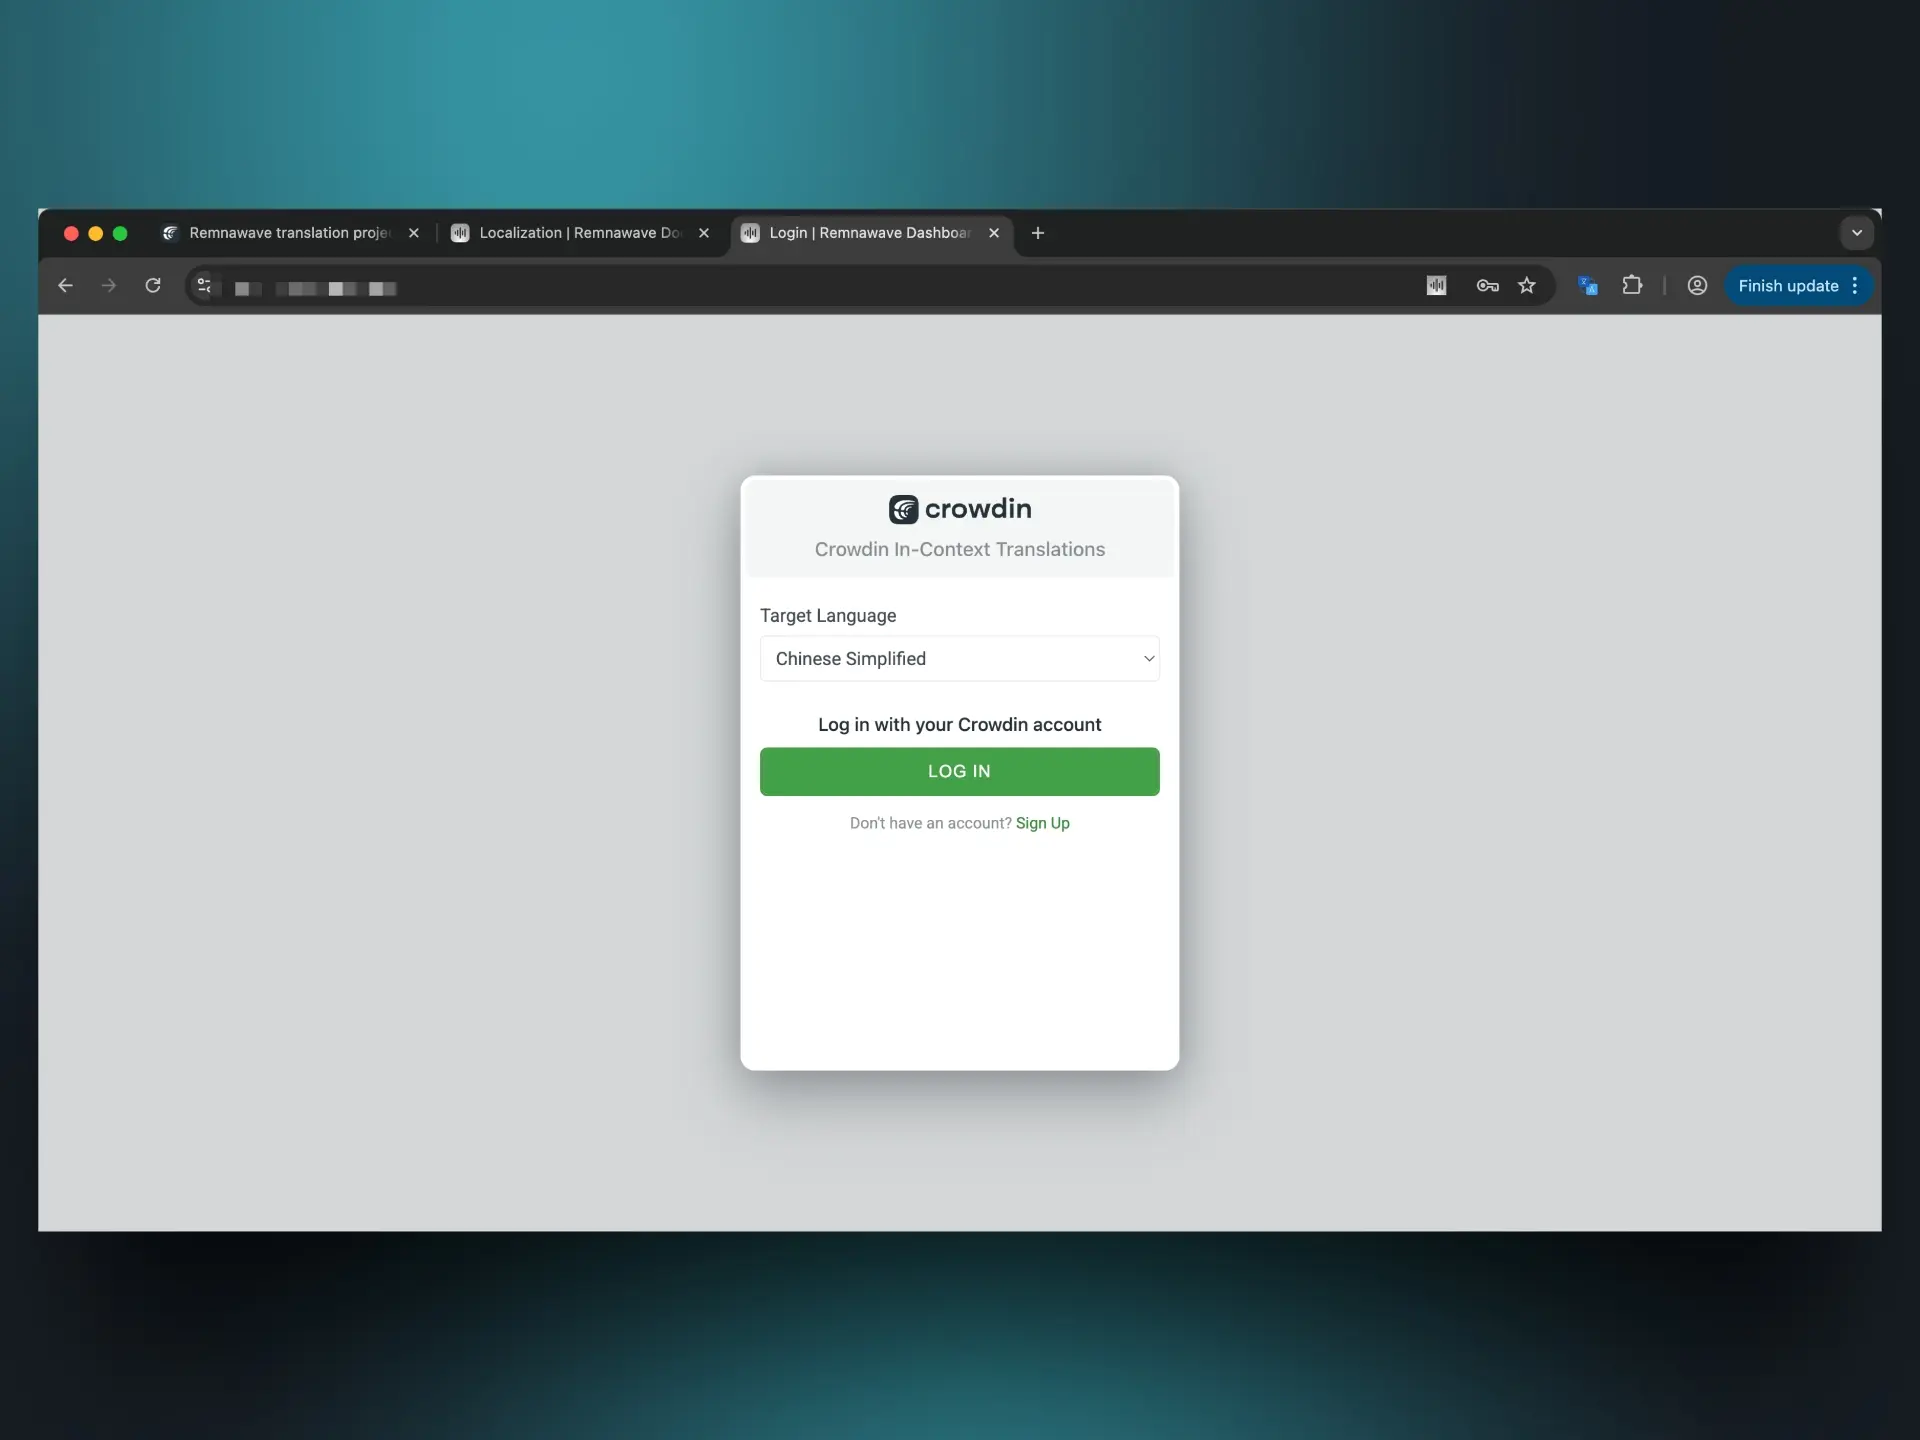 Remnawave translation proje
Localization | Remnawave Do
Login | Remnawave Dashboar
Finish update
crowdin
Crowdin In-Context Translations
Target Language
Chinese Simplified
Log in with your Crowdin account
LOG IN
Don't have an account? Sign Up